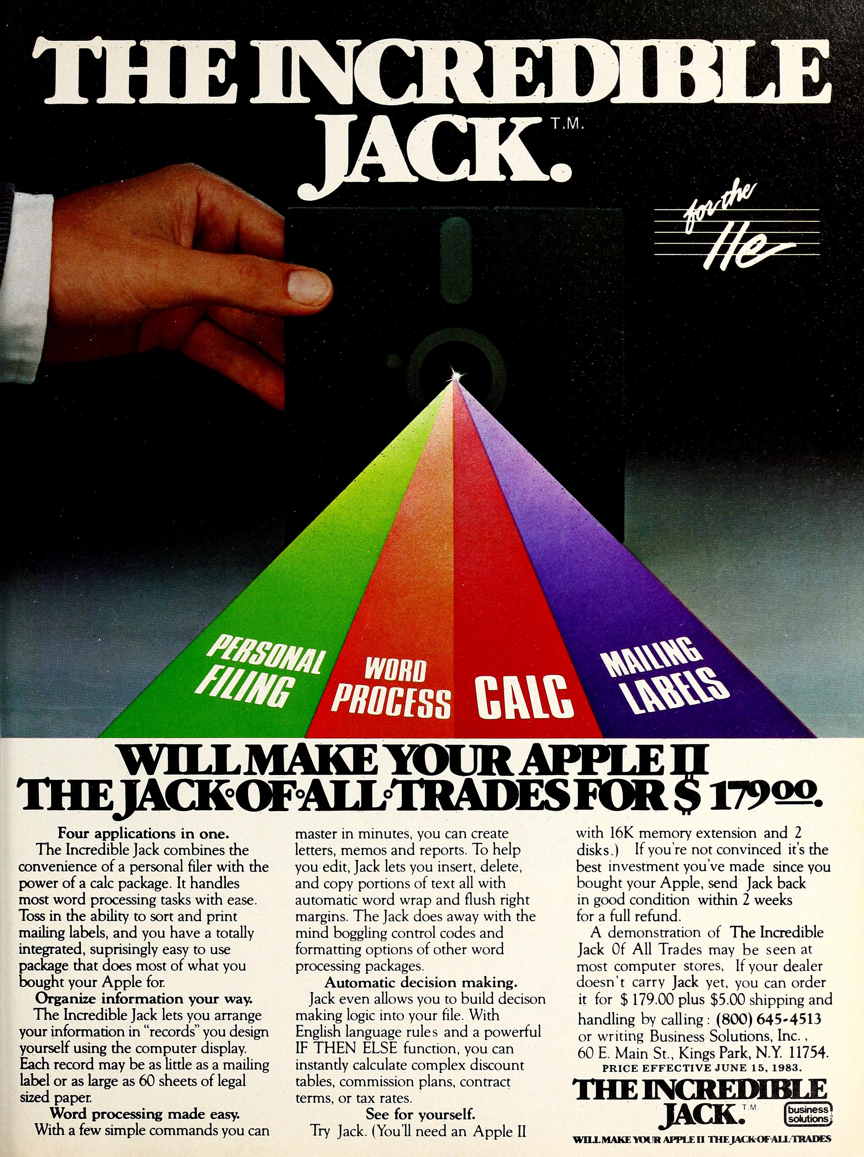 THE INCREDIBLE
JACK.
T.M.
for the
IIe
PERSONAL
FILING
WORD
PROCESS
CALC
MAILING
LABELS
WILL MAKE YOUR APPLE II
THE JACK•OF•ALL•TRADES FOR $ 179⁰⁰.
Four applications in one.
The Incredible Jack combines the
convenience of a personal filer with the
power of a calc package. It handles
most word processing tasks with ease.
Toss in the ability to sort and print
mailing labels, and you have a totally
integrated, suprisingly easy to use
package that does most of what you
bought your Apple for.
Organize information your way.
The Incredible Jack lets you arrange
your information in “records” you design
yourself using the computer display.
Each record may be as little as a mailing
label or as large as 60 sheets of legal
sized paper.
Word processing made easy.
With a few simple commands you can
master in minutes, you can create
letters, memos and reports. To help
you edit, Jack lets you insert, delete,
and copy portions of text all with
automatic word wrap and flush right
margins. The Jack does away with the
mind boggling control codes and
formatting options of other word
processing packages.
Automatic decision making.
Jack even allows you to build decison
making logic into your file. With
English language rules and a powerful
IF THEN ELSE function, you can
instantly calculate complex discount
tables, commission plans, contract
terms, or tax rates.
See for yourself.
Try Jack. (You’ll need an Apple II
with 16K memory extension and 2
disks.) If you’re not convinced it’s the
best investment you’ve made since you
bought your Apple, send Jack back
in good condition within 2 weeks
for a full refund.
A demonstration of The Incredible
Jack Of All Trades may be seen at
most computer stores. If your dealer
doesn’t carry Jack yet, you can order
it for $ 179.00 plus $5.00 shipping and
handling by calling : (800) 645-4513
or writing Business Solutions, Inc. ,
60 E. Main St., Kings Park, N.Y. 11754.
PRICE EFFECTIVE JUNE 15, 1983.
THE INCREDIBLE
JACK.
T.M.
business
solutions
WILL MAKE YOUR APPLE II THE JACK•OF•ALL•TRADES